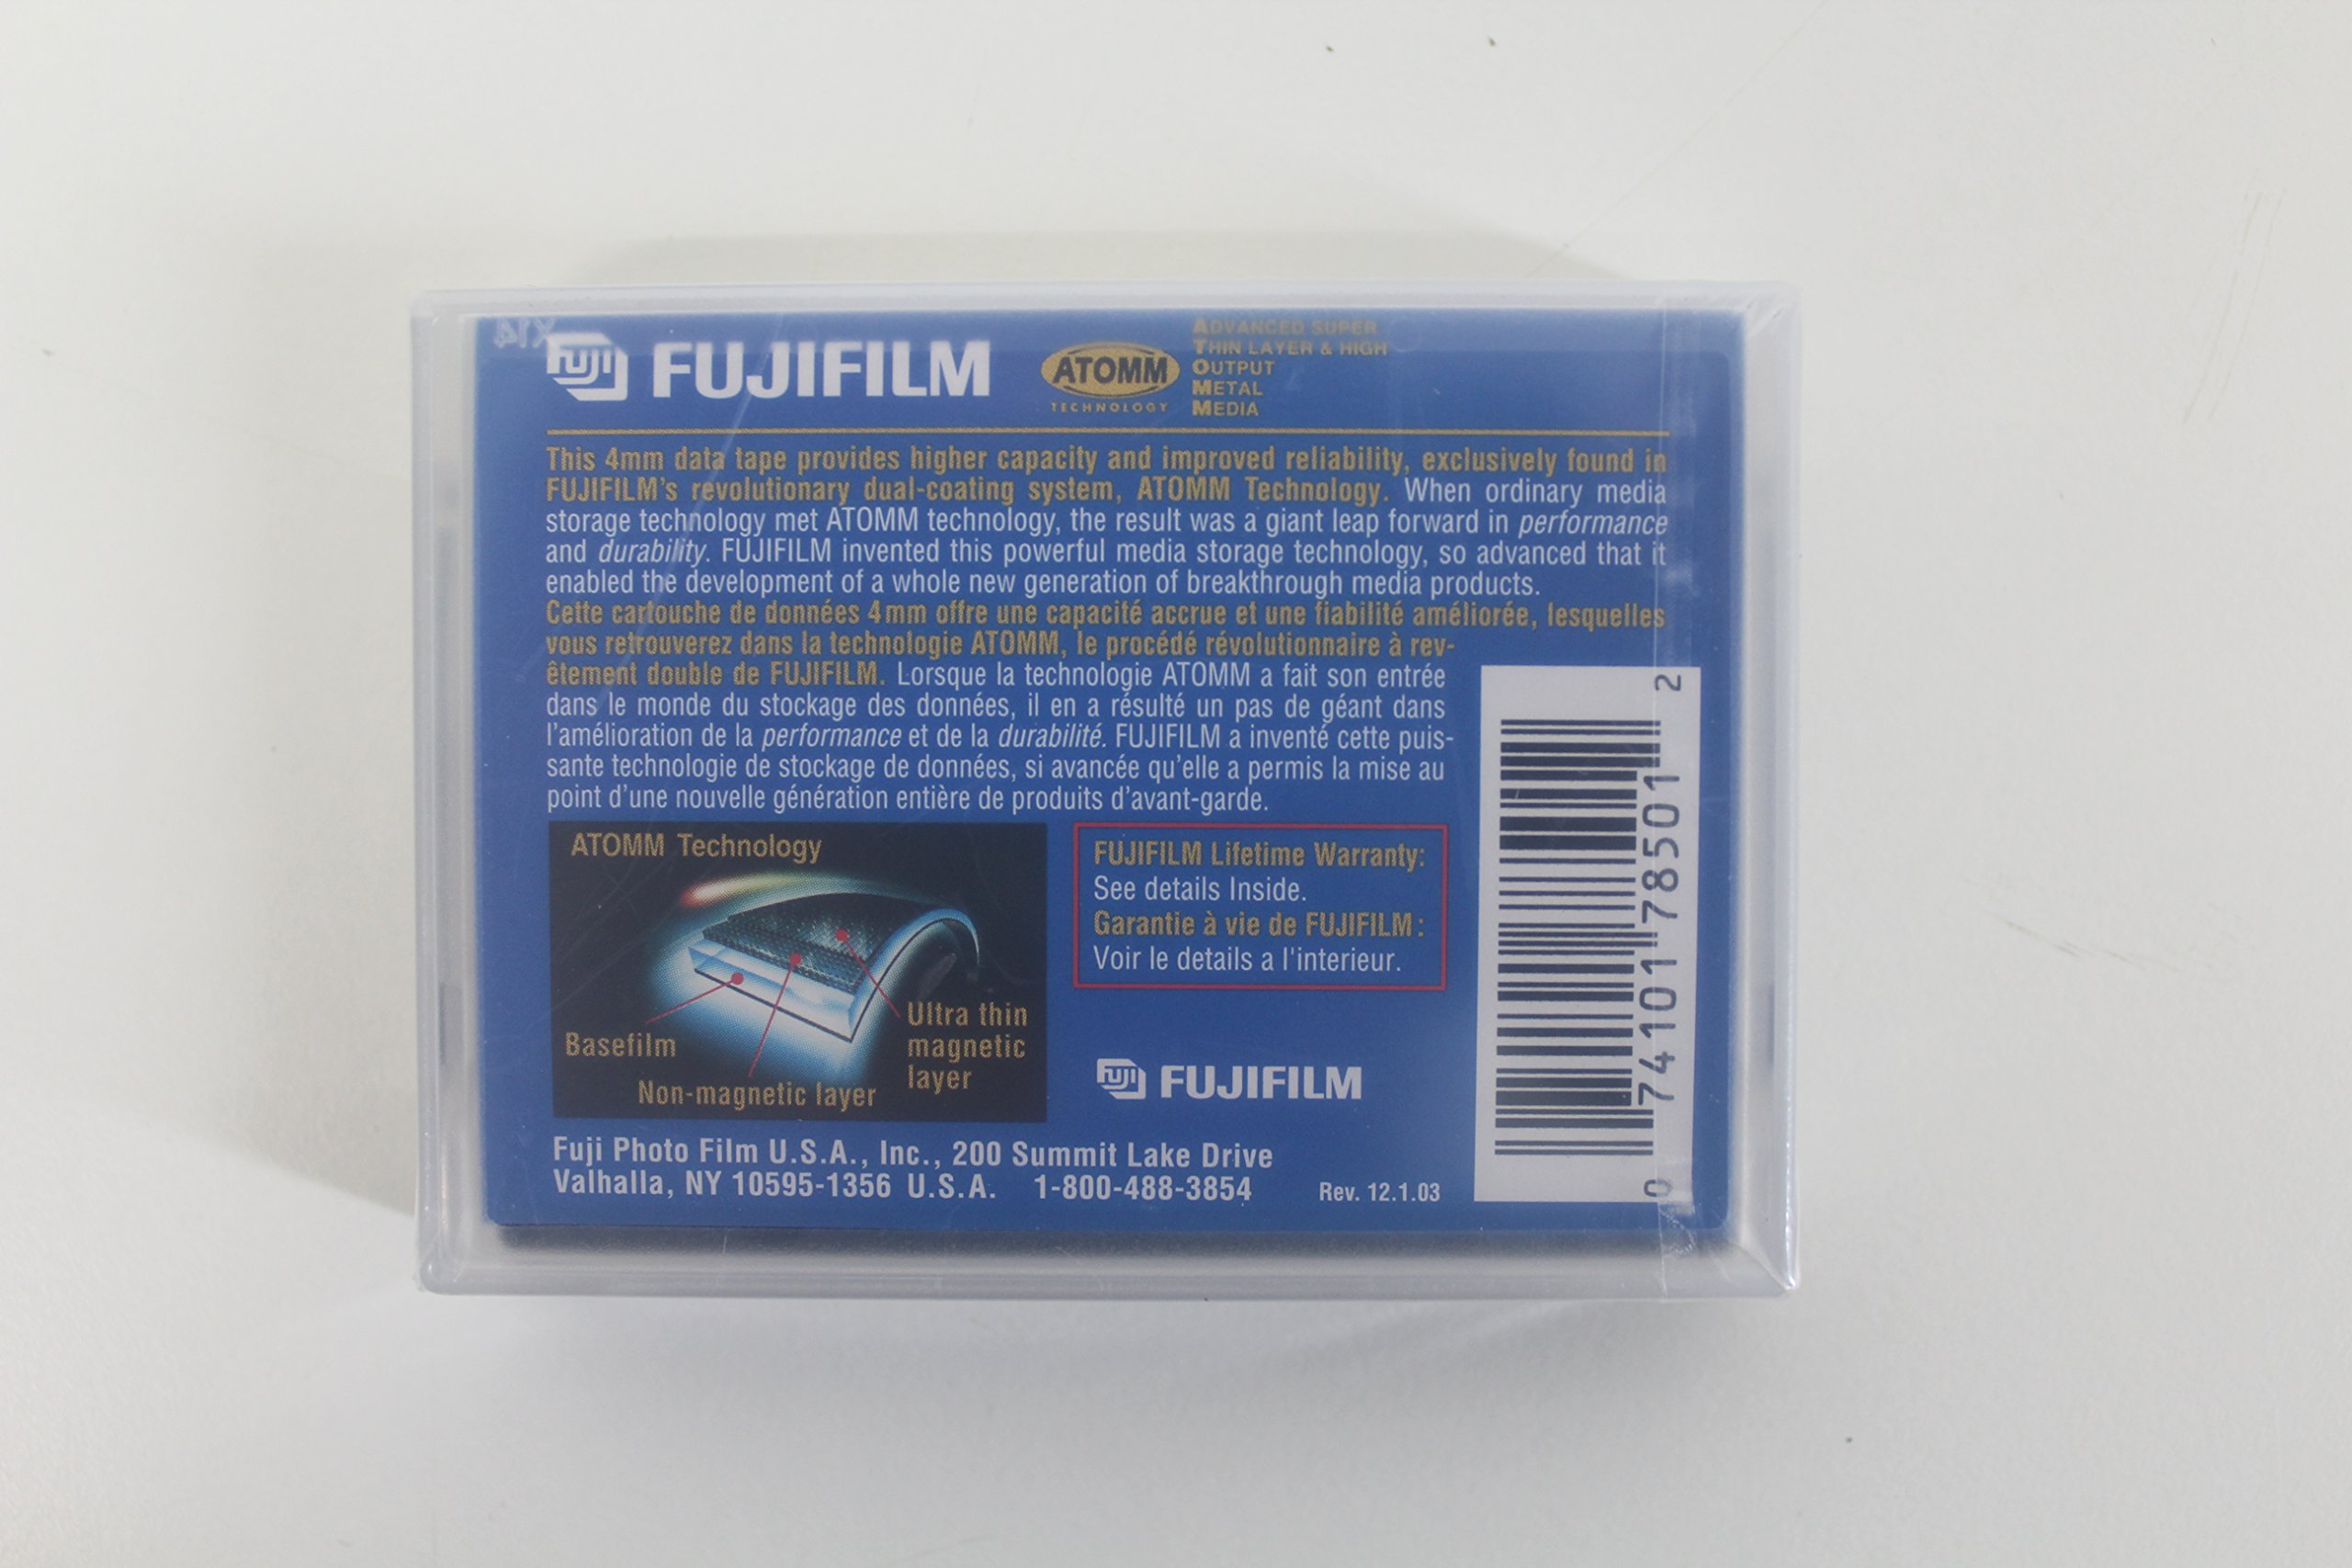 FUJI FUJIFILM
ATOMM
TECHNOLOGY
ADVANCED SUPER
THIN LAYER & HIGH
OUTPUT
METAL
MEDIA
This 4mm data tape provides higher capacity and improved reliability, exclusively found in
FUJIFILM's revolutionary dual-coating system, ATOMM Technology. When ordinary media
storage technology met ATOMM technology, the result was a giant leap forward in performance
and durability. FUJIFILM invented this powerful media storage technology, so advanced that it
enabled the development of a whole new generation of breakthrough media products.
Cette cartouche de données 4mm offre une capacité accrue et une fiabilité améliorée, lesquelles
vous retrouverez dans la technologie ATOMM, le procédé révolutionnaire à rev-
êtement double de FUJIFILM. Lorsque la technologie ATOMM a fait son entrée
dans le monde du stockage des données, il en a résulté un pas de géant dans
l'amélioration de la performance et de la durabilité. FUJIFILM a inventé cette puis-
sante technologie de stockage de données, si avancée qu'elle a permis la mise au
point d'une nouvelle génération entière de produits d'avant-garde.
ATOMM Technology
Basefilm
Non-magnetic layer
Ultra thin
magnetic
layer
FUJIFILM Lifetime Warranty:
See details Inside.
Garantie à vie de FUJIFILM :
Voir le details a l'interieur.
FUJI FUJIFILM
Fuji Photo Film U.S.A., Inc., 200 Summit Lake Drive
Valhalla, NY 10595-1356 U.S.A. 1-800-488-3854
Rev. 12.1.03
0 74101 78501 2